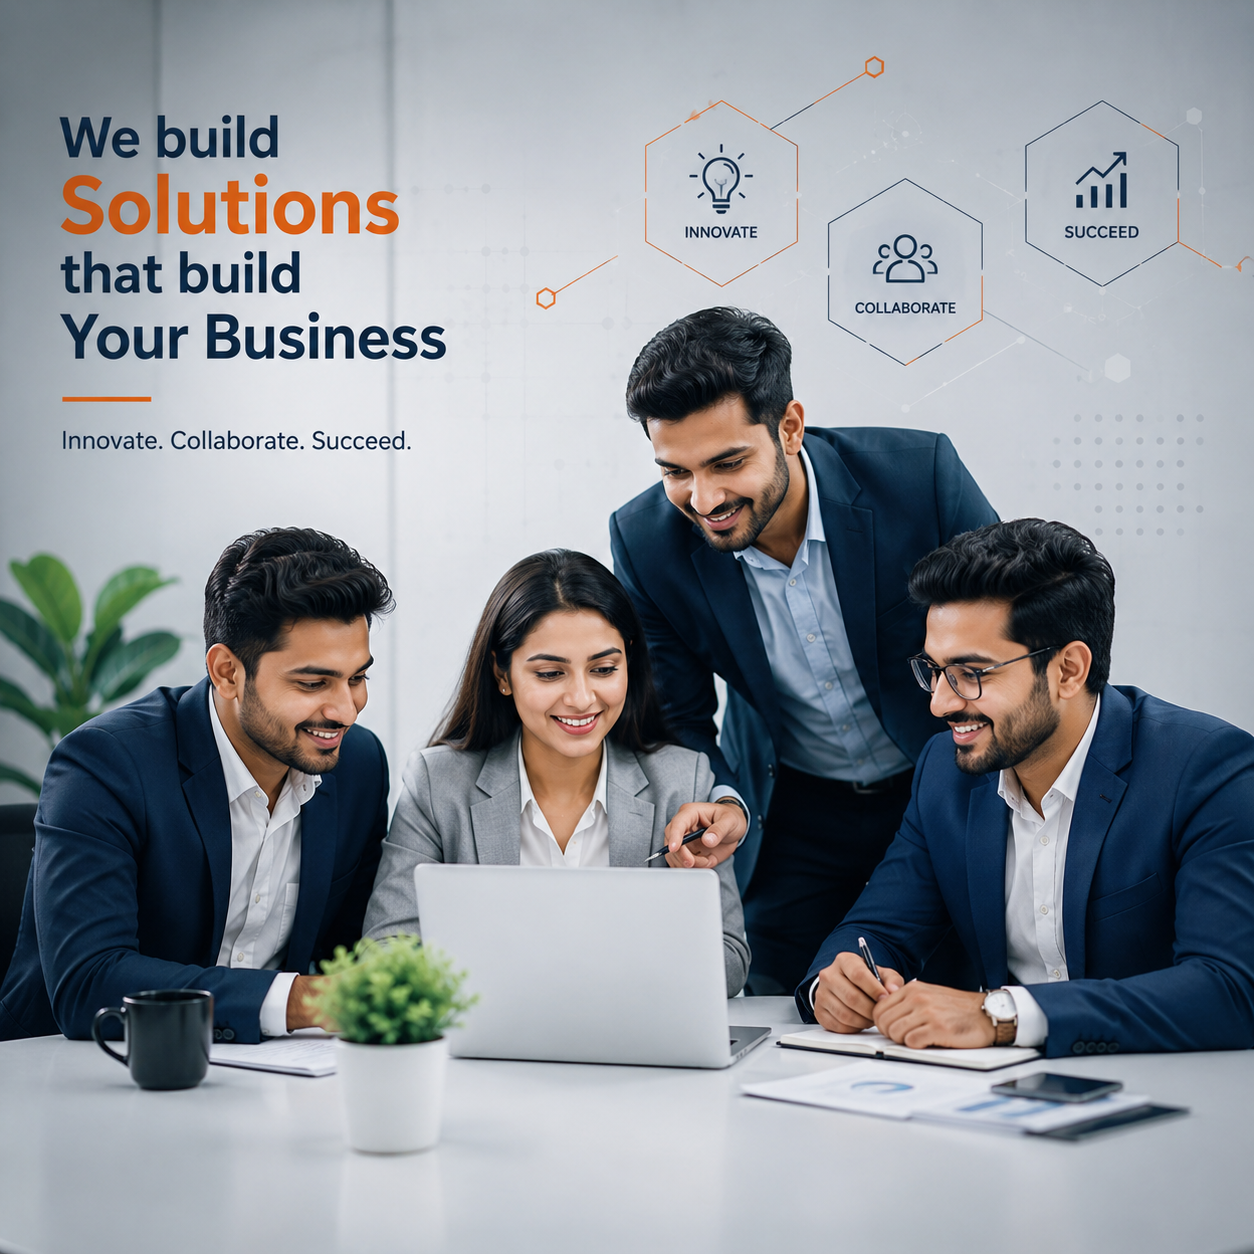 We build
Solutions
that build
Your Business
Innovate. Collaborate. Succeed.
INNOVATE
COLLABORATE
SUCCEED